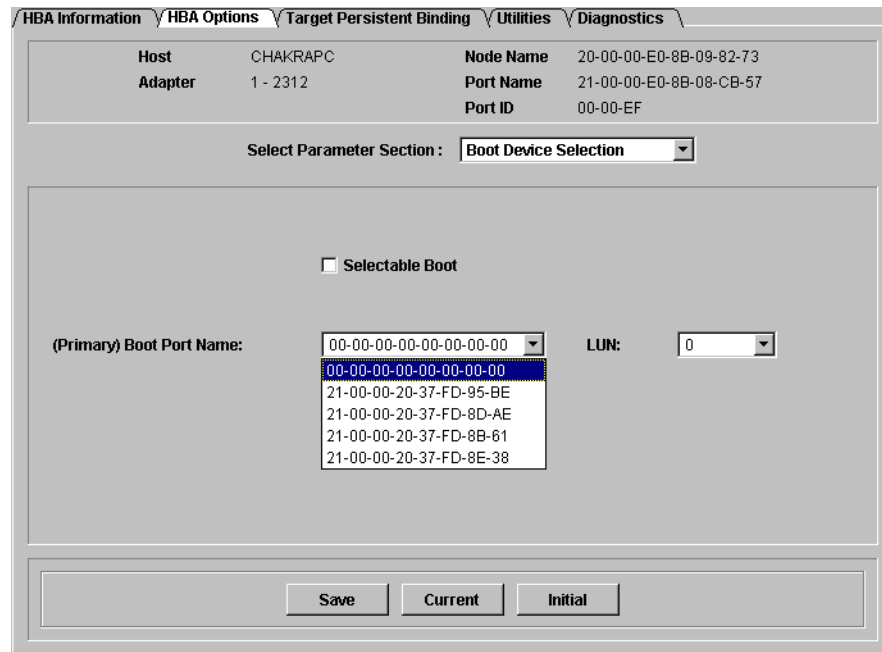 HBA Information HBA Options Target Persistent Binding Utilities Diagnostics
Host CHAKRAPC Node Name 20-00-00-E0-8B-09-82-73
Adapter 1 - 2312 Port Name 21-00-00-E0-8B-08-CB-57
Port ID 00-00-EF
Select Parameter Section : Boot Device Selection
Selectable Boot
(Primary) Boot Port Name: 00-00-00-00-00-00-00-00 LUN: 0
00-00-00-00-00-00-00-00
21-00-00-20-37-FD-95-BE
21-00-00-20-37-FD-8D-AE
21-00-00-20-37-FD-8B-61
21-00-00-20-37-FD-8E-38
Save Current Initial